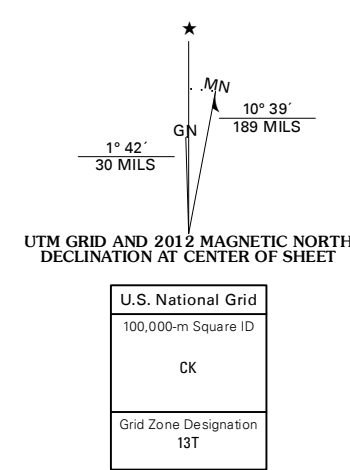 ★
MN
10° 39´
189 MILS
GN
1° 42´
30 MILS
UTM GRID AND 2012 MAGNETIC NORTH
DECLINATION AT CENTER OF SHEET
U.S. National Grid
100,000-m Square ID
CK
Grid Zone Designation
13T